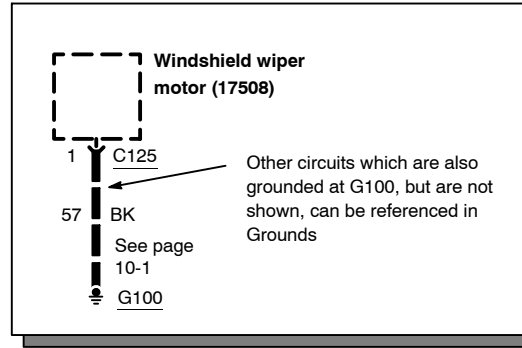 Windshield wiper
motor (17508)
1 C125
Other circuits which are also
grounded at G100, but are not
shown, can be referenced in
Grounds
57 BK
See page
10-1
G100